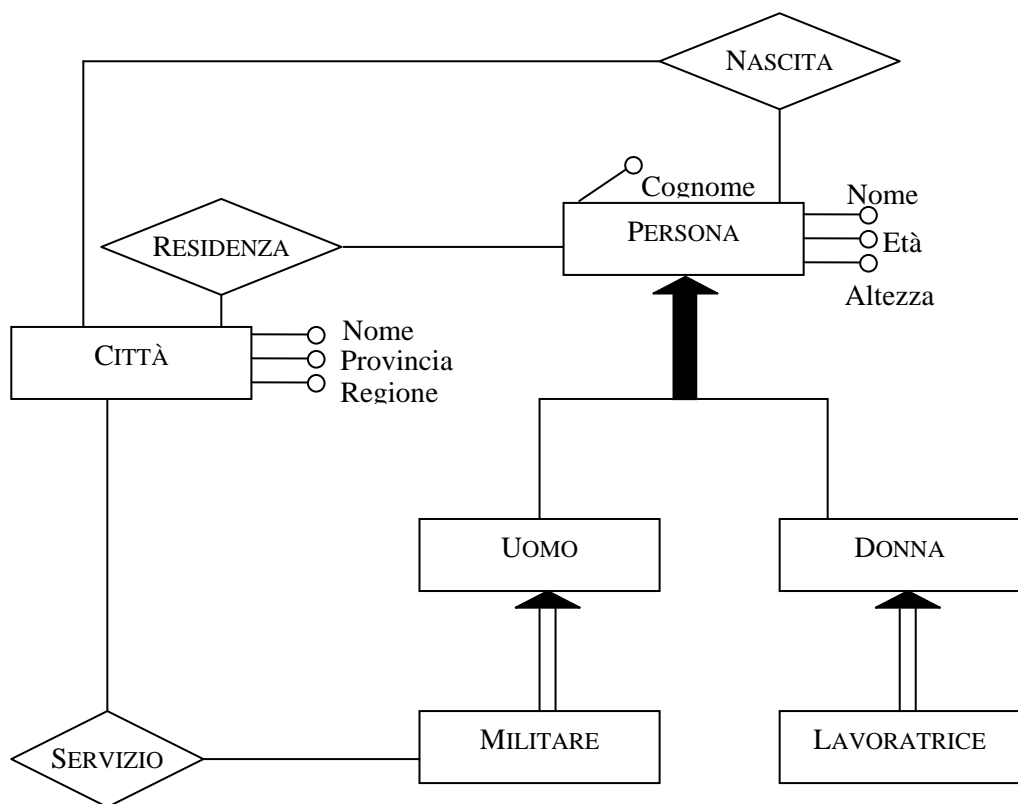 NASCITA
Cognome
Nome
PERSONA
Età
RESIDENZA
Altezza
Nome
CITTÀ
Provincia
Regione
UOMO
DONNA
MILITARE
LAVORATRICE
SERVIZIO